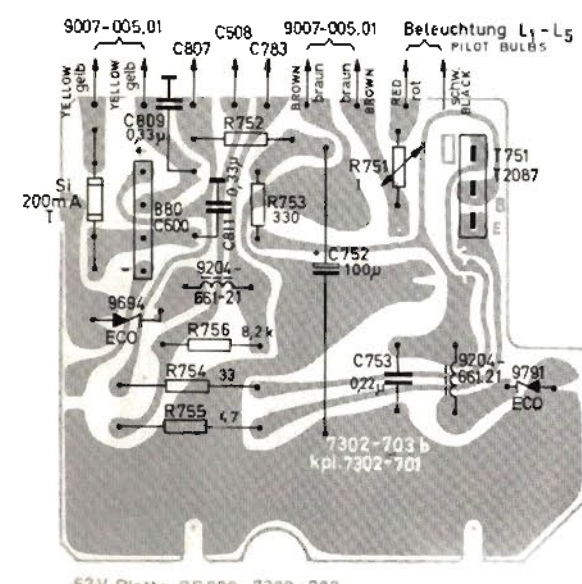 9007-005.01
C807
C508
C783
9007-005.01
Beleuchtung L1-L5
PILOT BULBS
YELLOW
gelb
YELLOW
gelb
BROWN
braun
braun
BROWN
RED
rot
schw.
BLACK
C809
0,33µ
R752
R751
1
T751
T2087
Si
200mA
T
B80
C600
0,33µ
C811
R753
330
B
E
C752
100µ
9204-
661-21
9694
ECO
R756 8,2k
R754 33
R755 4,7
C753
0,22µ
9204-
661.21
9791
ECO
7302-703 b
kpl.7302-701